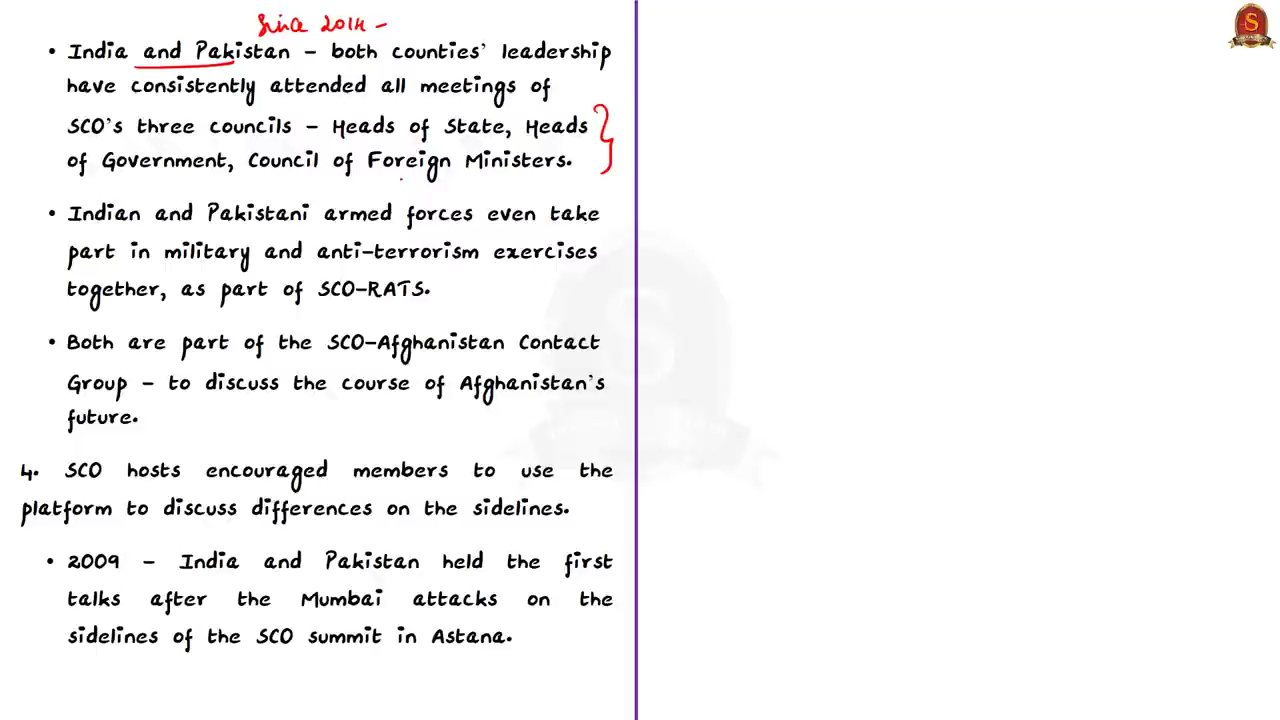 Since 2014 -
• India and Pakistan – both counties' leadership
have consistently attended all meetings of
SCO's three councils – Heads of State, Heads
of Government, Council of Foreign Ministers.
• Indian and Pakistani armed forces even take
part in military and anti-terrorism exercises
together, as part of SCO-RATS.
• Both are part of the SCO-Afghanistan Contact
Group – to discuss the course of Afghanistan's
future.
4. SCO hosts encouraged members to use the
platform to discuss differences on the sidelines.
• 2009 – India and Pakistan held the first
talks after the Mumbai attacks on the
sidelines of the SCO summit in Astana.
S